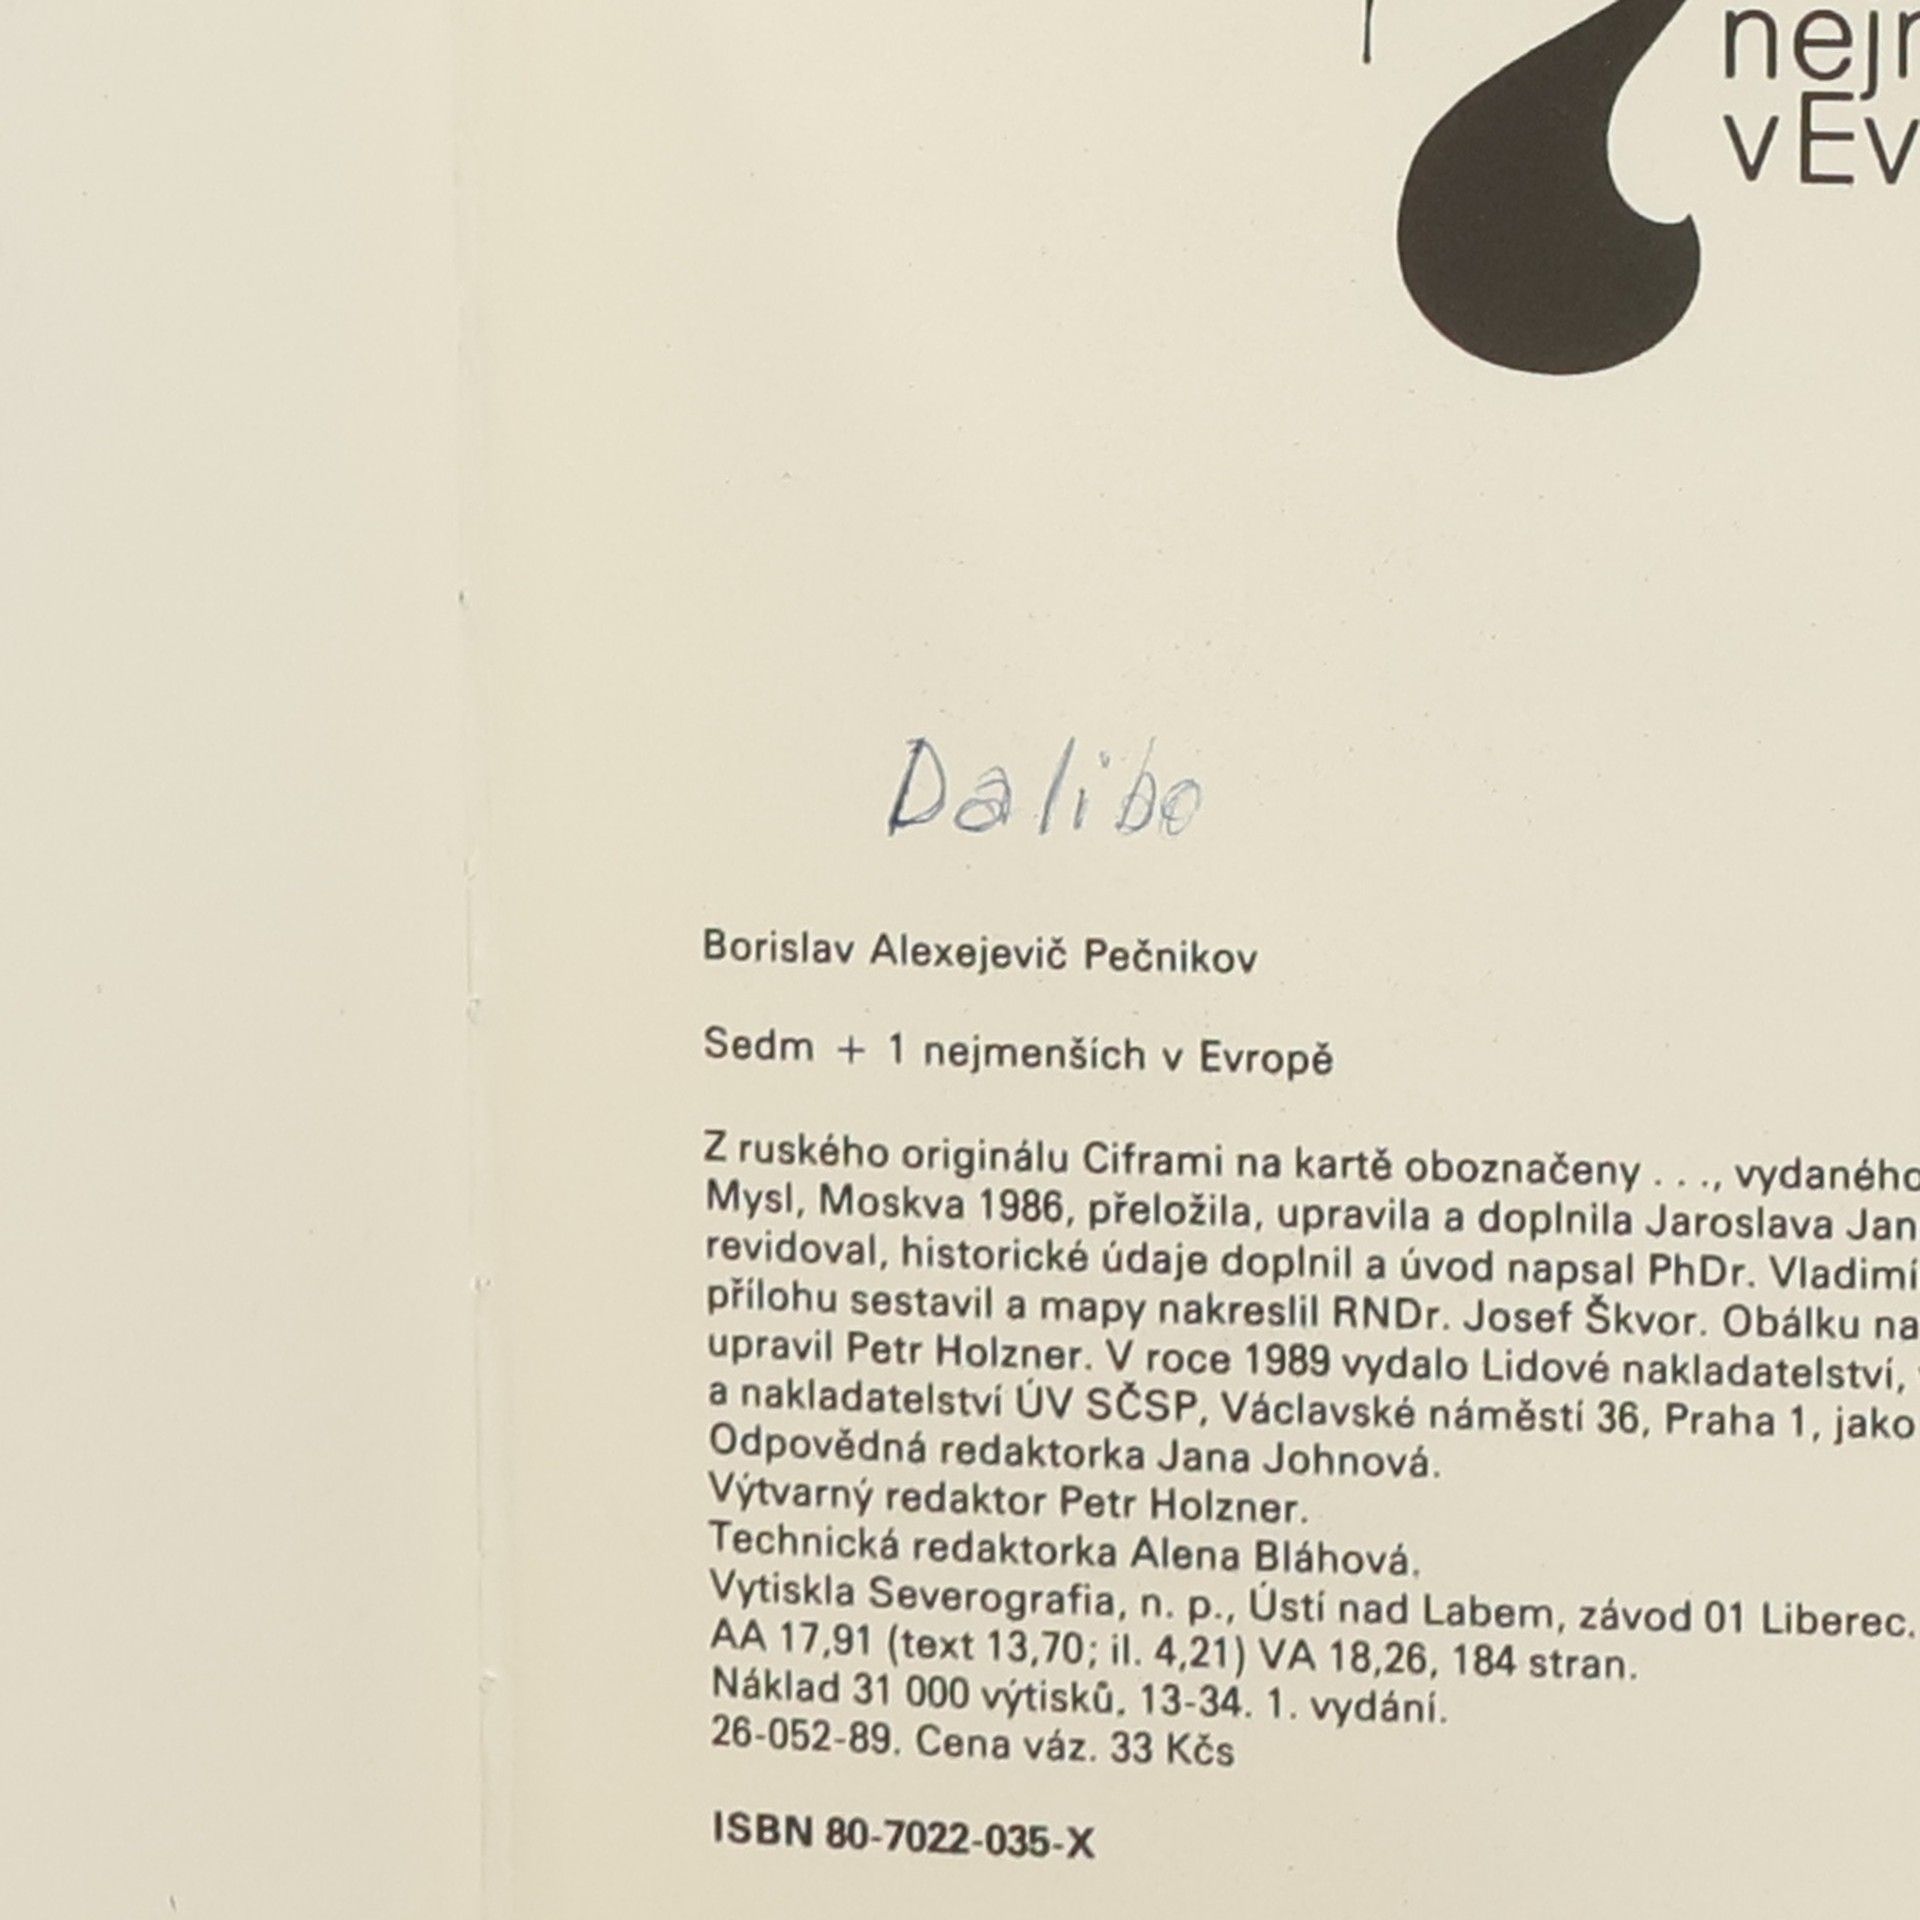 nejm
vEv
Dalibo
Borislav Alexejevič Pečnikov
Sedm + 1 nejmenších v Evropě
Z ruského originálu Ciframi na kartě oboznačeny . . ., vydaného
Mysl, Moskva 1986, přeložila, upravila a doplnila Jaroslava Jan
revidoval, historické údaje doplnil a úvod napsal PhDr. Vladimí
přílohu sestavil a mapy nakreslil RNDr. Josef Škvor. Obálku na
upravil Petr Holzner. V roce 1989 vydalo Lidové nakladatelství,
a nakladatelství ÚV SČSP, Václavské náměstí 36, Praha 1, jako
Odpovědná redaktorka Jana Johnová.
Výtvarný redaktor Petr Holzner.
Technická redaktorka Alena Bláhová.
Vytiskla Severografia, n. p., Ústí nad Labem, závod 01 Liberec.
AA 17,91 (text 13,70; il. 4,21) VA 18,26, 184 stran.
Náklad 31 000 výtisků. 13-34. 1. vydání.
26-052-89. Cena váz. 33 Kčs
ISBN 80-7022-035-X